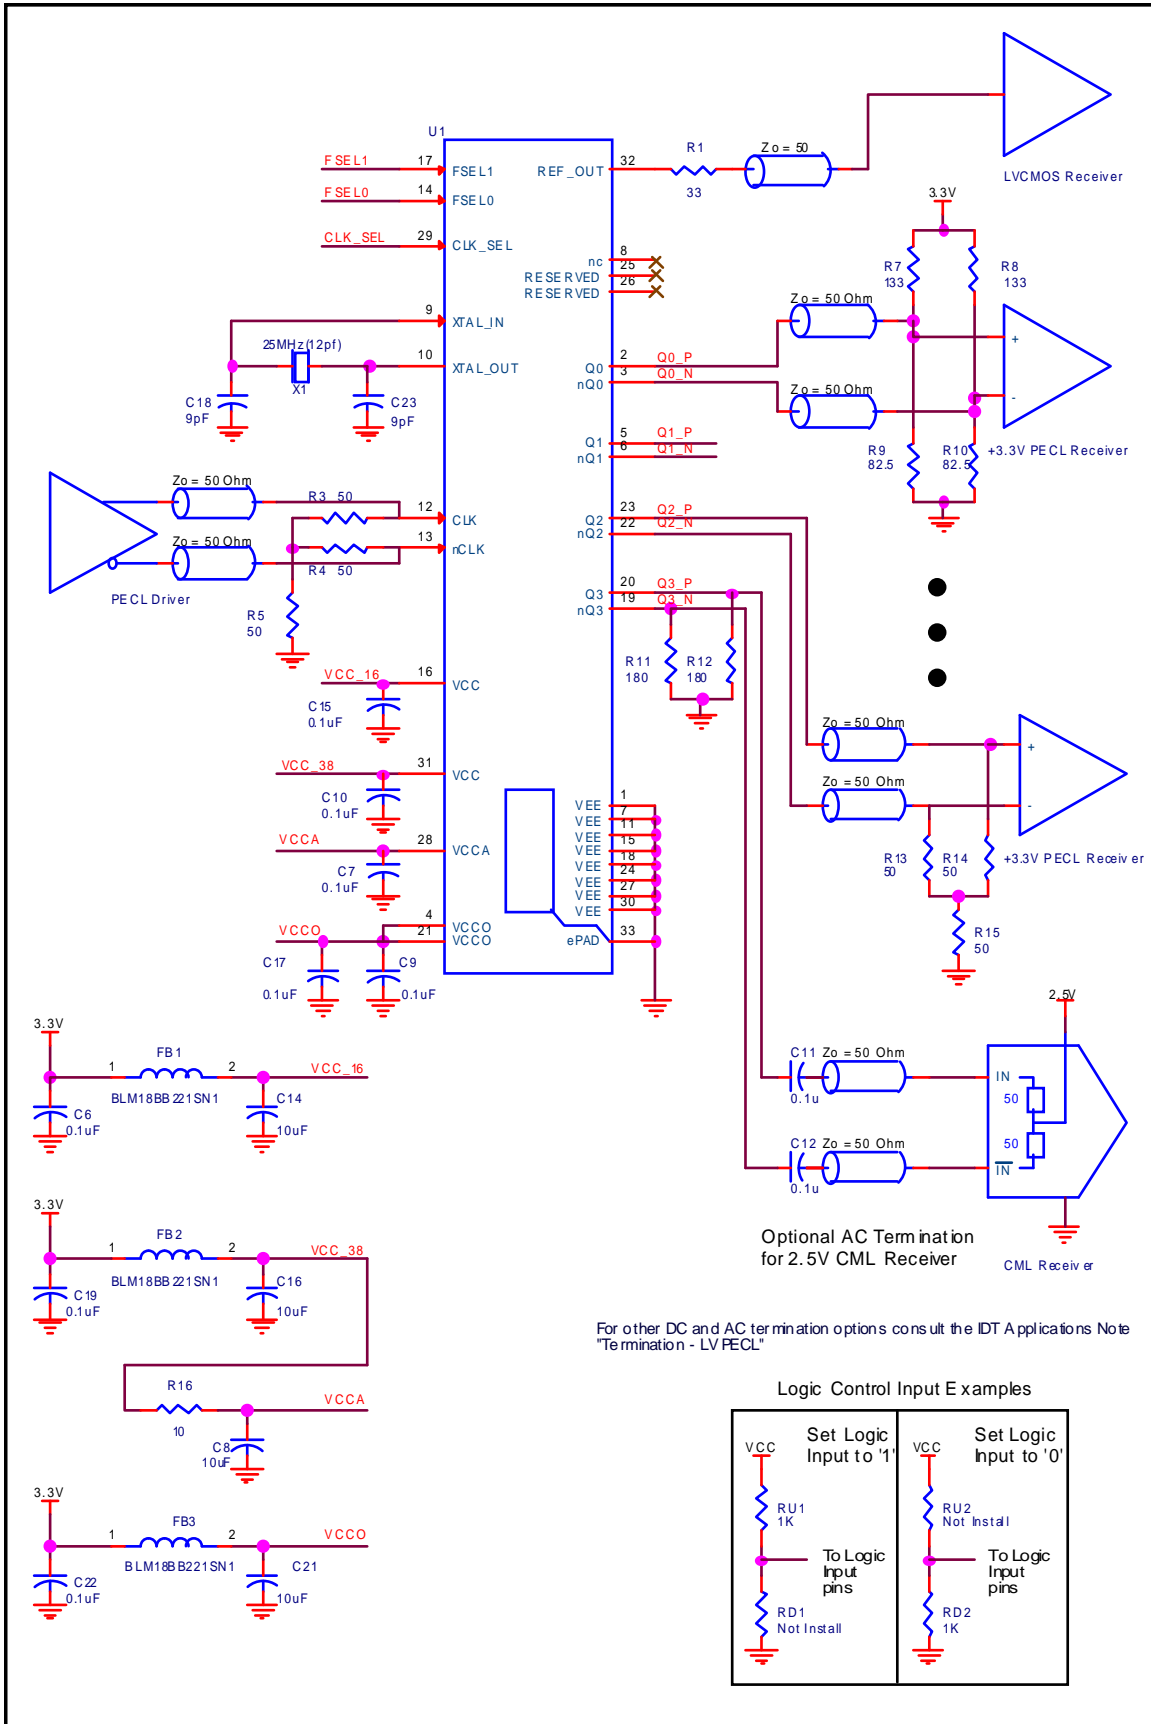 U1
FSEL1 17 FSEL1
FSEL0 14 FSEL0
CLK_SEL 29 CLK_SEL
9 XTAL_IN
25MHz(12pf)
X1
10 XTAL_OUT
C18
9pF
C23
9pF
Zo = 50 Ohm
Zo = 50 Ohm
PECL Driver
R3 50
R4 50
R5
50
12 CLK
13 nCLK
VCC_16 16 VCC
C15
0.1uF
VCC_38 31 VCC
C10
0.1uF
VCCA 28 VCCA
C7
0.1uF
VCCO 4 VCCO
21 VCCO
C17
0.1uF
C9
0.1uF
REF_OUT 32
R1
33
Zo = 50
LVCMOS Receiver
nc 8
RESERVED 25
RESERVED 26
Q0 2 Q0_P
nQ0 3 Q0_N
Q1 5 Q1_P
nQ1 6 Q1_N
Q2 23 Q2_P
nQ2 22 Q2_N
Q3 20 Q3_P
nQ3 19 Q3_N
3.3V
R7
133
R8
133
Zo = 50 Ohm
Zo = 50 Ohm
+
-
R9
82.5
R10
82.5
+3.3V PECL Receiver
R11
180
R12
180
VEE 1
VEE 7
VEE 11
VEE 15
VEE 18
VEE 24
VEE 27
VEE 30
ePAD 33
Zo = 50 Ohm
Zo = 50 Ohm
+
-
R13
50
R14
50
+3.3V PECL Receiver
R15
50
2.5V
C11
0.1u
Zo = 50 Ohm
C12
0.1u
Zo = 50 Ohm
IN
50
50
IN
CML Receiver
Optional AC Termination
for 2.5V CML Receiver
3.3V
FB1
1 2
BLM18BB221SN1
VCC_16
C6
0.1uF
C14
10uF
3.3V
FB2
1 2
BLM18BB221SN1
VCC_38
C19
0.1uF
C16
10uF
R16
10
VCCA
C8
10uF
3.3V
FB3
1 2
BLM18BB221SN1
VCCO
C22
0.1uF
C21
10uF
For other DC and AC termination options consult the IDT Applications Note
"Termination - LVPECL"
Logic Control Input Examples
Set Logic
Input to '1'
VCC
RU1
1K
To Logic
Input
pins
RD1
Not Install
Set Logic
Input to '0'
VCC
RU2
Not Install
To Logic
Input
pins
RD2
1K